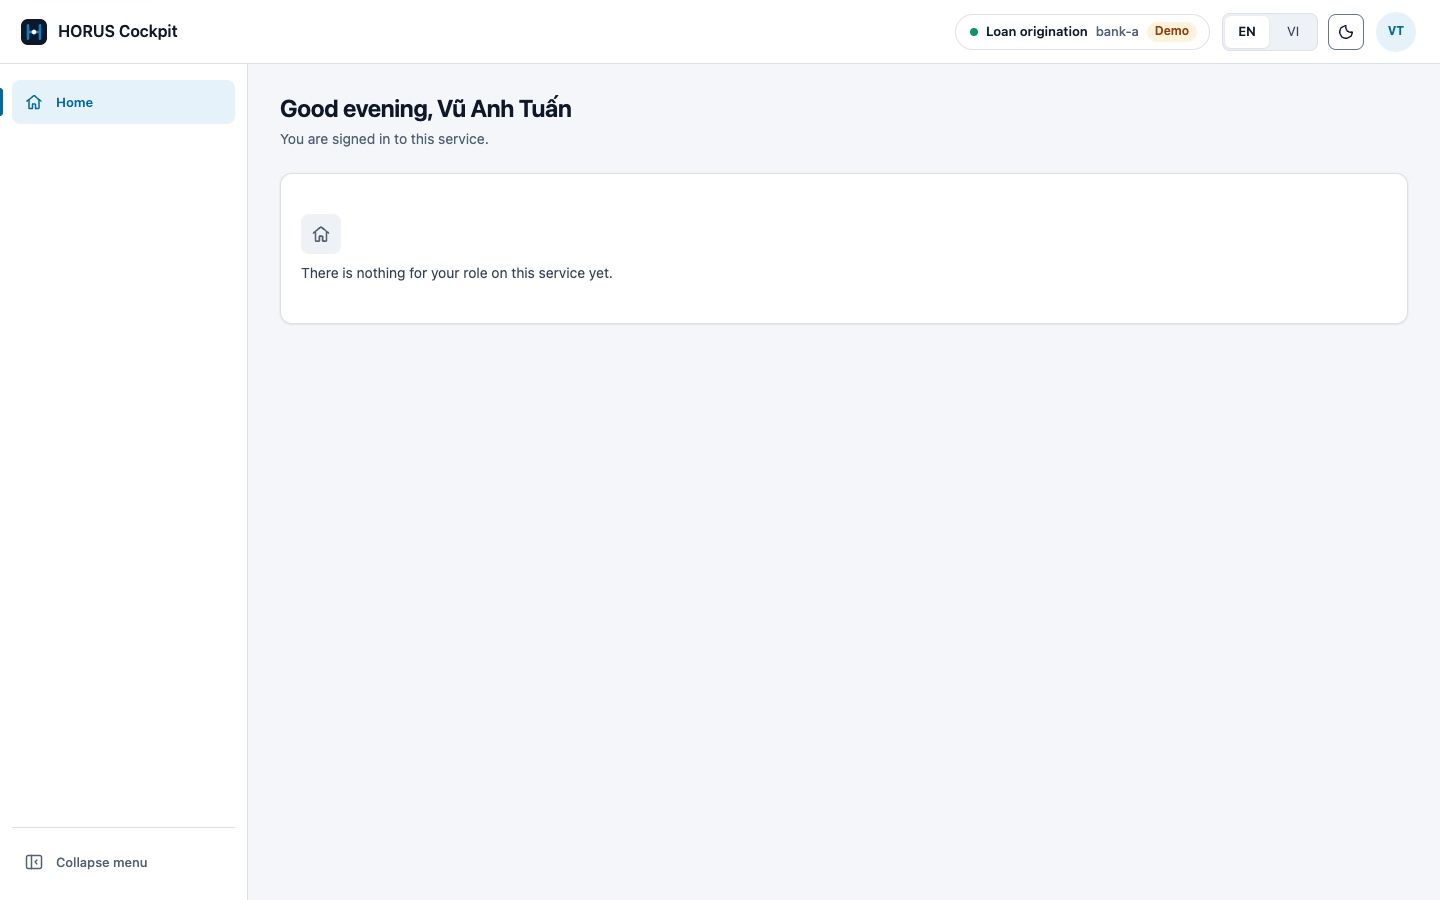 HORUS Cockpit
Loan origination bank-a Demo
EN VI
VT
Home
Good evening, Vũ Anh Tuấn
You are signed in to this service.
There is nothing for your role on this service yet.
Collapse menu